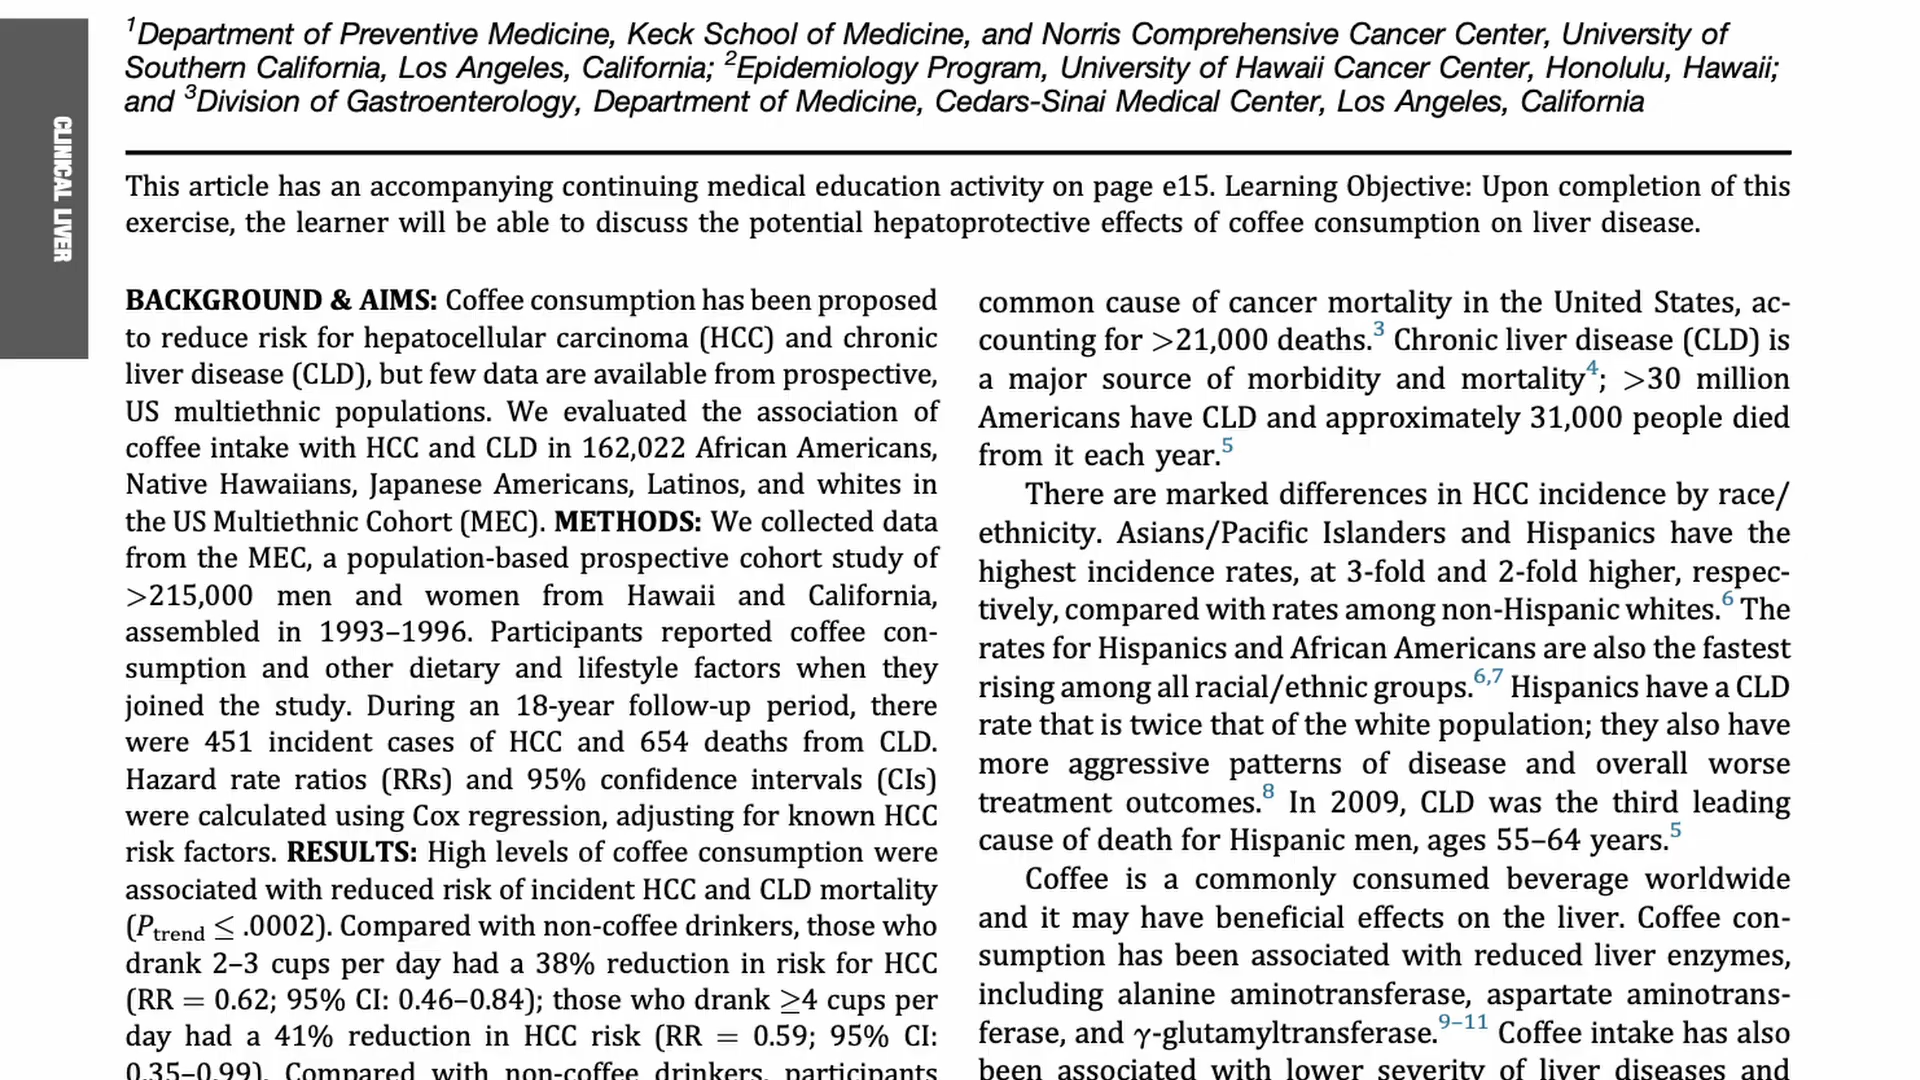 ¹Department of Preventive Medicine, Keck School of Medicine, and Norris Comprehensive Cancer Center, University of
Southern California, Los Angeles, California; ²Epidemiology Program, University of Hawaii Cancer Center, Honolulu, Hawaii;
and ³Division of Gastroenterology, Department of Medicine, Cedars-Sinai Medical Center, Los Angeles, California
CLINICAL LIVER
This article has an accompanying continuing medical education activity on page e15. Learning Objective: Upon completion of this
exercise, the learner will be able to discuss the potential hepatoprotective effects of coffee consumption on liver disease.
BACKGROUND & AIMS: Coffee consumption has been proposed
to reduce risk for hepatocellular carcinoma (HCC) and chronic
liver disease (CLD), but few data are available from prospective,
US multiethnic populations. We evaluated the association of
coffee intake with HCC and CLD in 162,022 African Americans,
Native Hawaiians, Japanese Americans, Latinos, and whites in
the US Multiethnic Cohort (MEC). METHODS: We collected data
from the MEC, a population-based prospective cohort study of
>215,000 men and women from Hawaii and California,
assembled in 1993–1996. Participants reported coffee con-
sumption and other dietary and lifestyle factors when they
joined the study. During an 18-year follow-up period, there
were 451 incident cases of HCC and 654 deaths from CLD.
Hazard rate ratios (RRs) and 95% confidence intervals (CIs)
were calculated using Cox regression, adjusting for known HCC
risk factors. RESULTS: High levels of coffee consumption were
associated with reduced risk of incident HCC and CLD mortality
(Ptrend ≤ .0002). Compared with non-coffee drinkers, those who
drank 2–3 cups per day had a 38% reduction in risk for HCC
(RR = 0.62; 95% CI: 0.46–0.84); those who drank ≥4 cups per
day had a 41% reduction in HCC risk (RR = 0.59; 95% CI:
0.35–0.99). Compared with non-coffee drinkers, participants
common cause of cancer mortality in the United States, ac-
counting for >21,000 deaths.³ Chronic liver disease (CLD) is
a major source of morbidity and mortality⁴; >30 million
Americans have CLD and approximately 31,000 people died
from it each year.⁵
There are marked differences in HCC incidence by race/
ethnicity. Asians/Pacific Islanders and Hispanics have the
highest incidence rates, at 3-fold and 2-fold higher, respec-
tively, compared with rates among non-Hispanic whites.⁶ The
rates for Hispanics and African Americans are also the fastest
rising among all racial/ethnic groups.⁶,⁷ Hispanics have a CLD
rate that is twice that of the white population; they also have
more aggressive patterns of disease and overall worse
treatment outcomes.⁸ In 2009, CLD was the third leading
cause of death for Hispanic men, ages 55–64 years.⁵
Coffee is a commonly consumed beverage worldwide
and it may have beneficial effects on the liver. Coffee con-
sumption has been associated with reduced liver enzymes,
including alanine aminotransferase, aspartate aminotrans-
ferase, and γ-glutamyltransferase.⁹–¹¹ Coffee intake has also
been associated with lower severity of liver diseases and